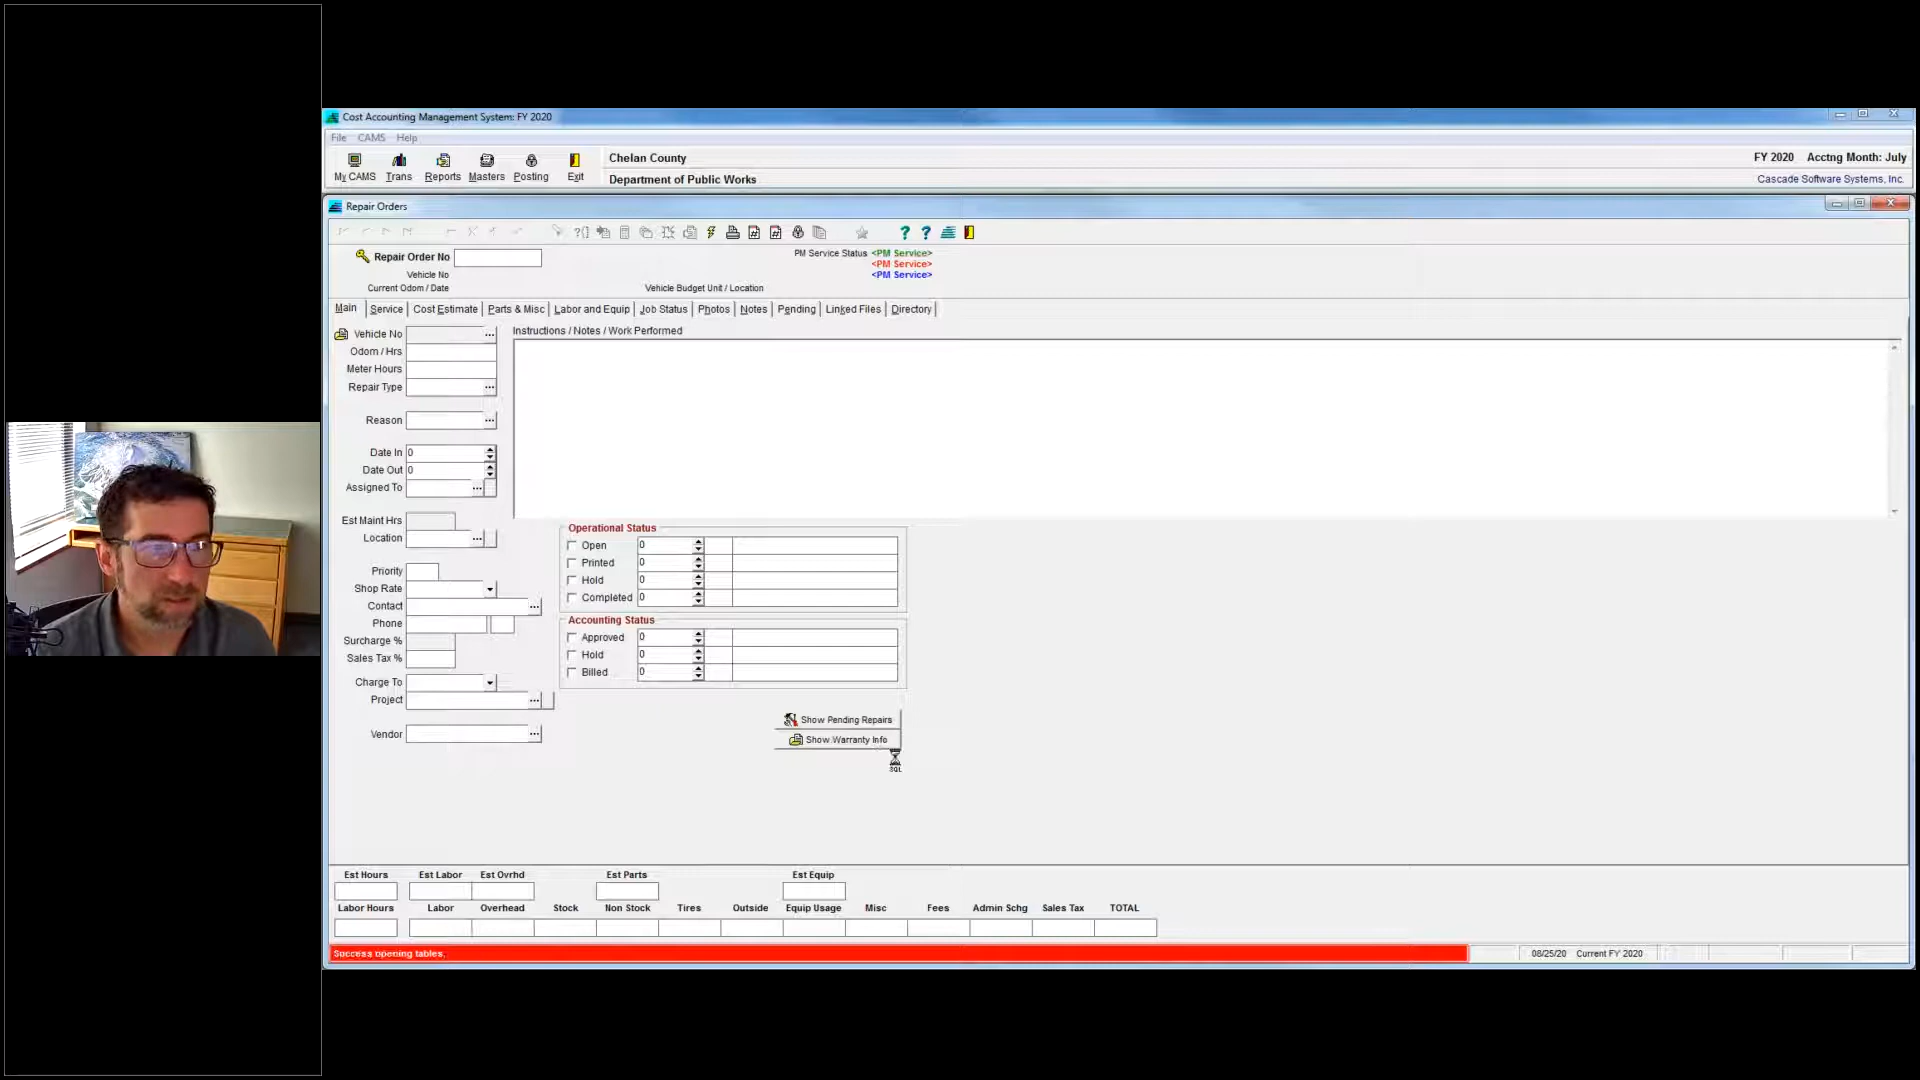 Cost Accounting Management System: FY 2020
File CAMS Help
My CAMS Trans Reports Masters Posting Exit
Chelan County
Department of Public Works
FY 2020 Acctng Month: July
Cascade Software Systems, Inc.
Repair Orders
Repair Order No
Vehicle No
Current Odom / Date
PM Service Status <PM Service>
<PM Service>
<PM Service>
Vehicle Budget Unit / Location
Main Service Cost Estimate Parts & Misc Labor and Equip Job Status Photos Notes Pending Linked Files Directory
Vehicle No
Odom / Hrs
Meter Hours
Repair Type
Reason
Date In 0
Date Out 0
Assigned To
Est Maint Hrs
Location
Priority
Shop Rate
Contact
Phone
Surcharge %
Sales Tax %
Charge To
Project
Vendor
Instructions / Notes / Work Performed
Operational Status
Open 0
Printed 0
Hold 0
Completed 0
Accounting Status
Approved 0
Hold 0
Billed 0
Show Pending Repairs
Show Warranty Info
SQL
Est Hours Est Labor Est Ovrhd Est Parts Est Equip
Labor Hours Labor Overhead Stock Non Stock Tires Outside Equip Usage Misc Fees Admin Schg Sales Tax TOTAL
Success opening tables.
08/25/20 Current FY 2020